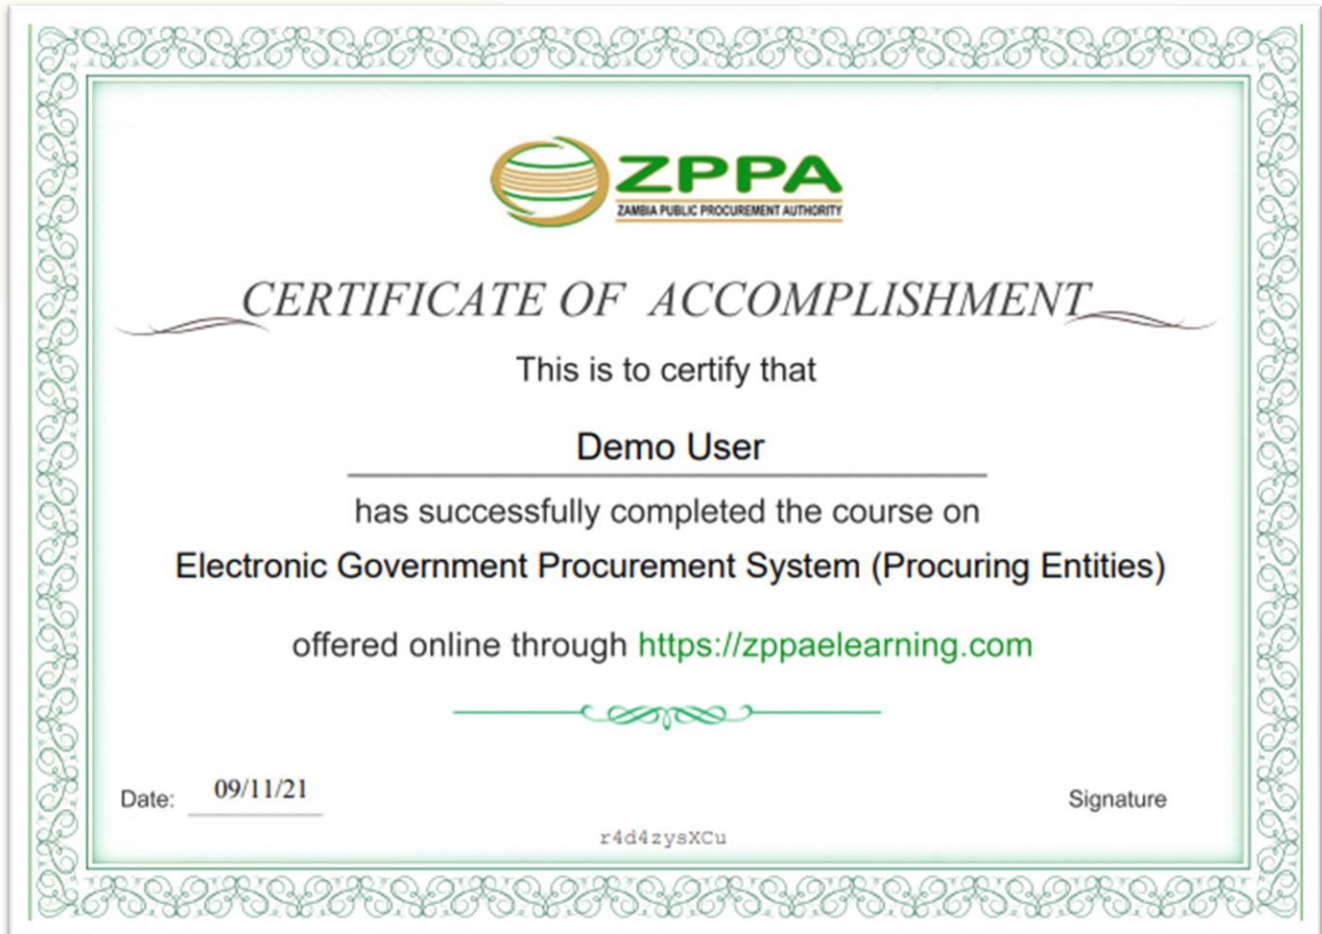 ZPPA
ZAMBIA PUBLIC PROCUREMENT AUTHORITY
CERTIFICATE OF ACCOMPLISHMENT
This is to certify that
Demo User
has successfully completed the course on
Electronic Government Procurement System (Procuring Entities)
offered online through https://zppaelearning.com
Date: 09/11/21
Signature
r4d4zysXCu